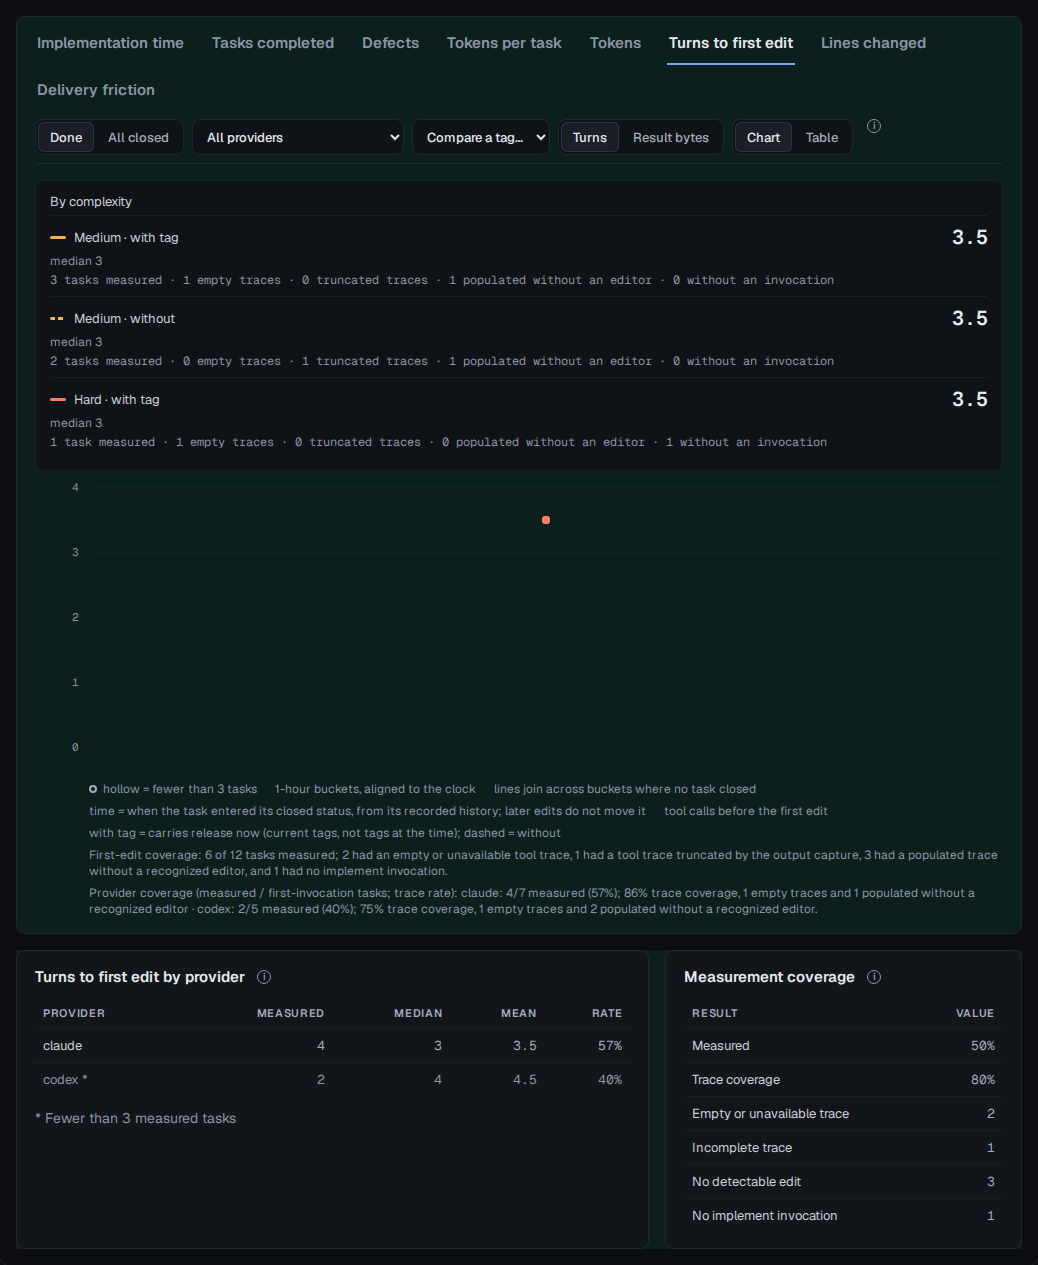 Implementation time Tasks completed Defects Tokens per task Tokens Turns to first edit Lines changed
Delivery friction
Done All closed All providers Compare a tag... Turns Result bytes Chart Table
By complexity
Medium · with tag 3.5
median 3
3 tasks measured · 1 empty traces · 0 truncated traces · 1 populated without an editor · 0 without an invocation
Medium · without 3.5
median 3
2 tasks measured · 0 empty traces · 1 truncated traces · 1 populated without an editor · 0 without an invocation
Hard · with tag 3.5
median 3
1 task measured · 1 empty traces · 0 truncated traces · 0 populated without an editor · 1 without an invocation
4
3
2
1
0
hollow = fewer than 3 tasks 1-hour buckets, aligned to the clock lines join across buckets where no task closed
time = when the task entered its closed status, from its recorded history; later edits do not move it tool calls before the first edit
with tag = carries release now (current tags, not tags at the time); dashed = without
First-edit coverage: 6 of 12 tasks measured; 2 had an empty or unavailable tool trace, 1 had a tool trace truncated by the output capture, 3 had a populated trace
without a recognized editor, and 1 had no implement invocation.
Provider coverage (measured / first-invocation tasks; trace rate): claude: 4/7 measured (57%); 86% trace coverage, 1 empty traces and 1 populated without a
recognized editor · codex: 2/5 measured (40%); 75% trace coverage, 1 empty traces and 2 populated without a recognized editor.
Turns to first edit by provider
PROVIDER MEASURED MEDIAN MEAN RATE
claude 4 3 3.5 57%
codex * 2 4 4.5 40%
* Fewer than 3 measured tasks
Measurement coverage
RESULT VALUE
Measured 50%
Trace coverage 80%
Empty or unavailable trace 2
Incomplete trace 1
No detectable edit 3
No implement invocation 1